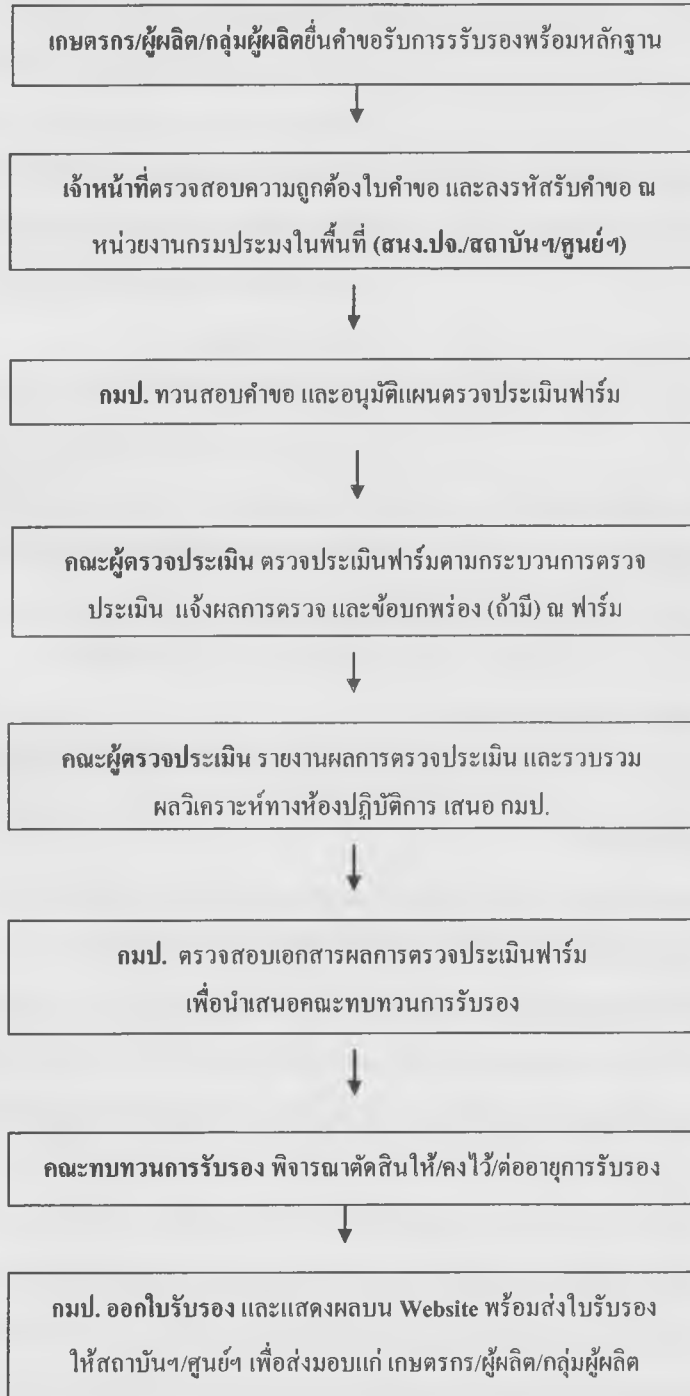 เกษตรกร/ผู้ผลิต/กลุ่มผู้ผลิตยื่นคำขอรับการรรับรองพร้อมหลักฐาน
เจ้าหน้าที่ตรวจสอบความถูกต้องใบคำขอ และลงรหัสรับคำขอ ณ
หน่วยงานกรมประมงในพื้นที่ (สนง.ปจ./สถาบันฯ/ศูนย์ฯ)
กมป. ทวนสอบคำขอ และอนุมัติแผนตรวจประเมินฟาร์ม
คณะผู้ตรวจประเมิน ตรวจประเมินฟาร์มตามกระบวนการตรวจ
ประเมิน แจ้งผลการตรวจ และข้อบกพร่อง (ถ้ามี) ณ ฟาร์ม
คณะผู้ตรวจประเมิน รายงานผลการตรวจประเมิน และรวบรวม
ผลวิเคราะห์ทางห้องปฏิบัติการ เสนอ กมป.
กมป. ตรวจสอบเอกสารผลการตรวจประเมินฟาร์ม
เพื่อนำเสนอคณะทบทวนการรับรอง
คณะทบทวนการรับรอง พิจารณาตัดสินให้/คงไว้/ต่ออายุการรับรอง
กมป. ออกใบรับรอง และแสดงผลบน Website พร้อมส่งใบรับรอง
ให้สถาบันฯ/ศูนย์ฯ เพื่อส่งมอบแก่ เกษตรกร/ผู้ผลิต/กลุ่มผู้ผลิต